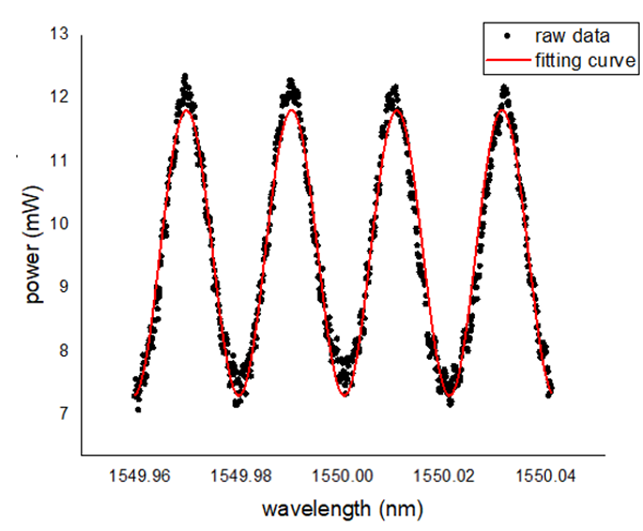 raw data
fitting curve
13
12
11
10
9
8
7
power (mW)
1549.96 1549.98 1550.00 1550.02 1550.04
wavelength (nm)